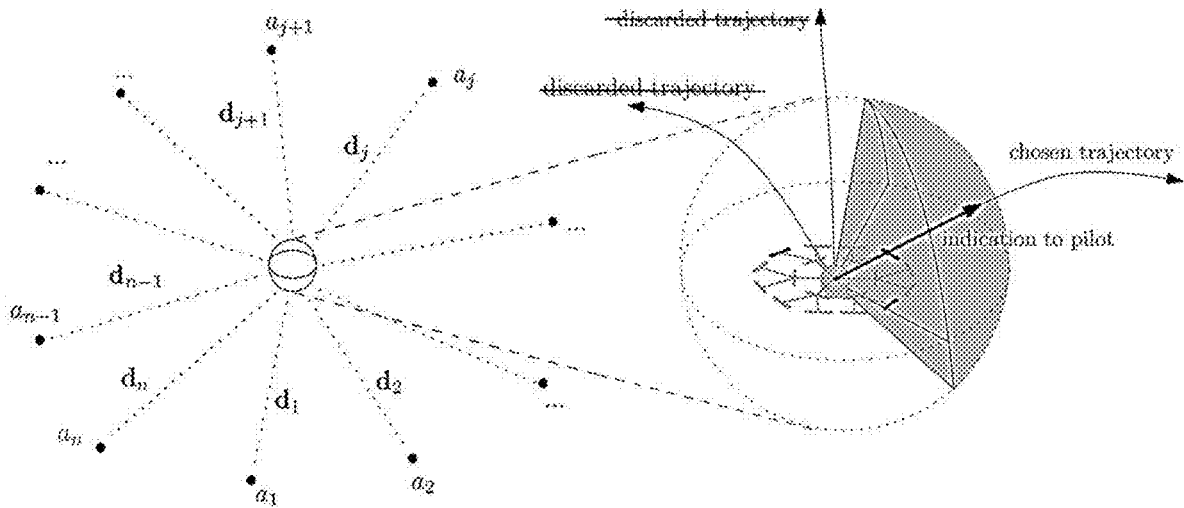 a_{j+1}
discarded trajectory
...
a_j
discarded trajectory
d_{j+1}
d_j
...
chosen trajectory
...
indication to pilot
d_{n−1}
a_{n−1}
d_n
d_1
d_2
...
a_n
a_1
a_2